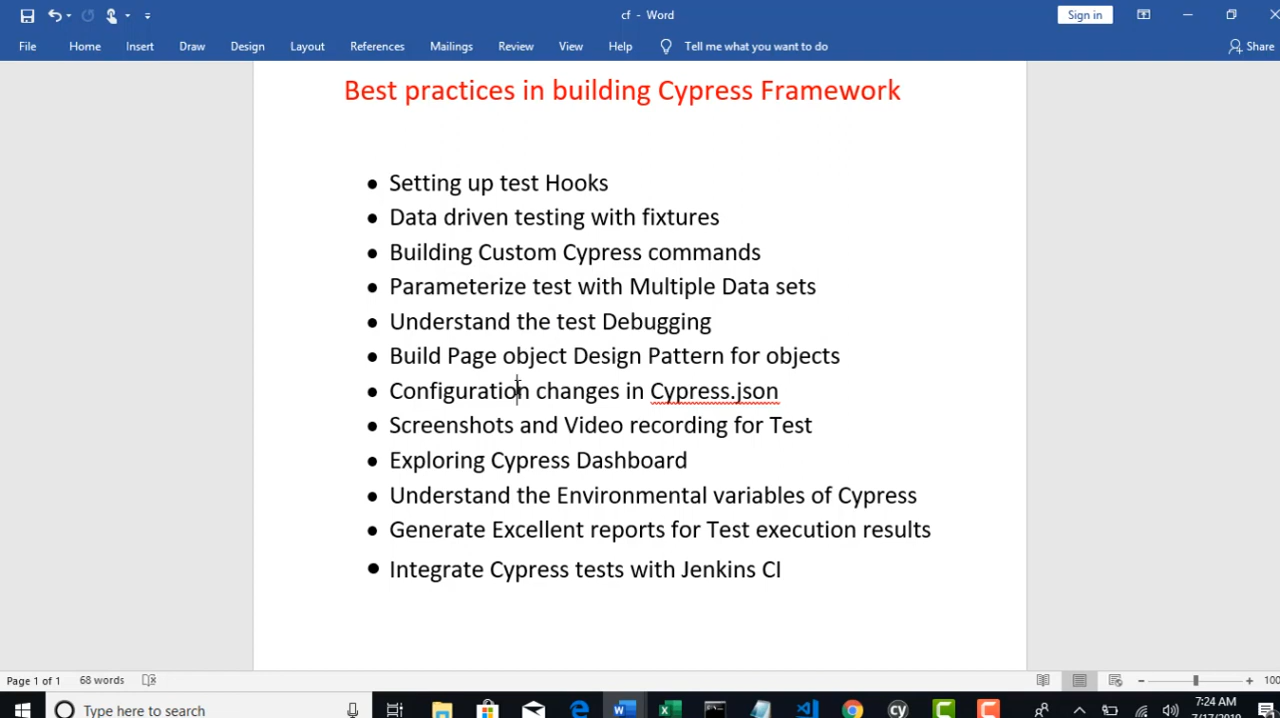 cf - Word
Sign in
File Home Insert Draw Design Layout References Mailings Review View Help Tell me what you want to do Share
Best practices in building Cypress Framework
• Setting up test Hooks
• Data driven testing with fixtures
• Building Custom Cypress commands
• Parameterize test with Multiple Data sets
• Understand the test Debugging
• Build Page object Design Pattern for objects
• Configuration changes in Cypress.json
• Screenshots and Video recording for Test
• Exploring Cypress Dashboard
• Understand the Environmental variables of Cypress
• Generate Excellent reports for Test execution results
• Integrate Cypress tests with Jenkins CI
Page 1 of 1 68 words 100
7:24 AM
Type here to search
cy